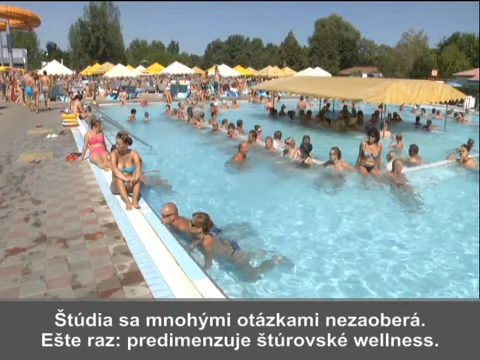 Štúdia sa mnohými otázkami nezaoberá.
Ešte raz: predimenzuje štúrovské wellness.